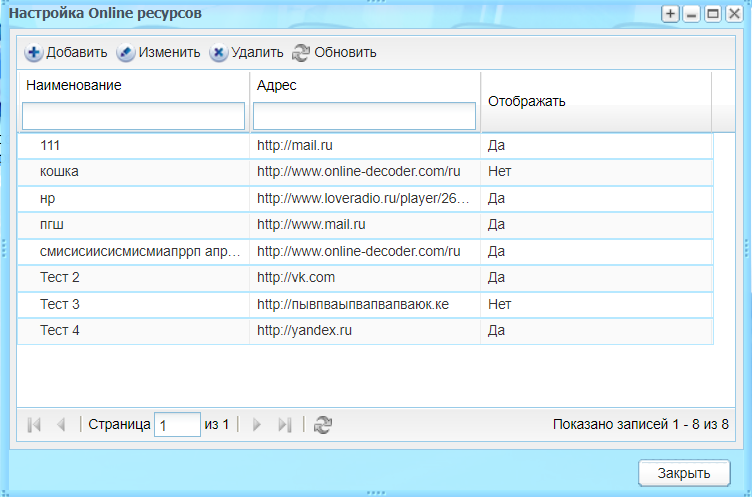 Настройка Online ресурсов
Добавить Изменить Удалить Обновить
Наименование Адрес Отображать
111 http://mail.ru Да
кошка http://www.online-decoder.com/ru Нет
нр http://www.loveradio.ru/player/26... Да
пгш http://www.mail.ru Да
смисисиисисмисмиапррп апр... http://www.online-decoder.com/ru Да
Тест 2 http://vk.com Да
Тест 3 http://пывпваыпвапвапваюк.ке Нет
Тест 4 http://yandex.ru Да
Страница 1 из 1 Показано записей 1 - 8 из 8
Закрыть